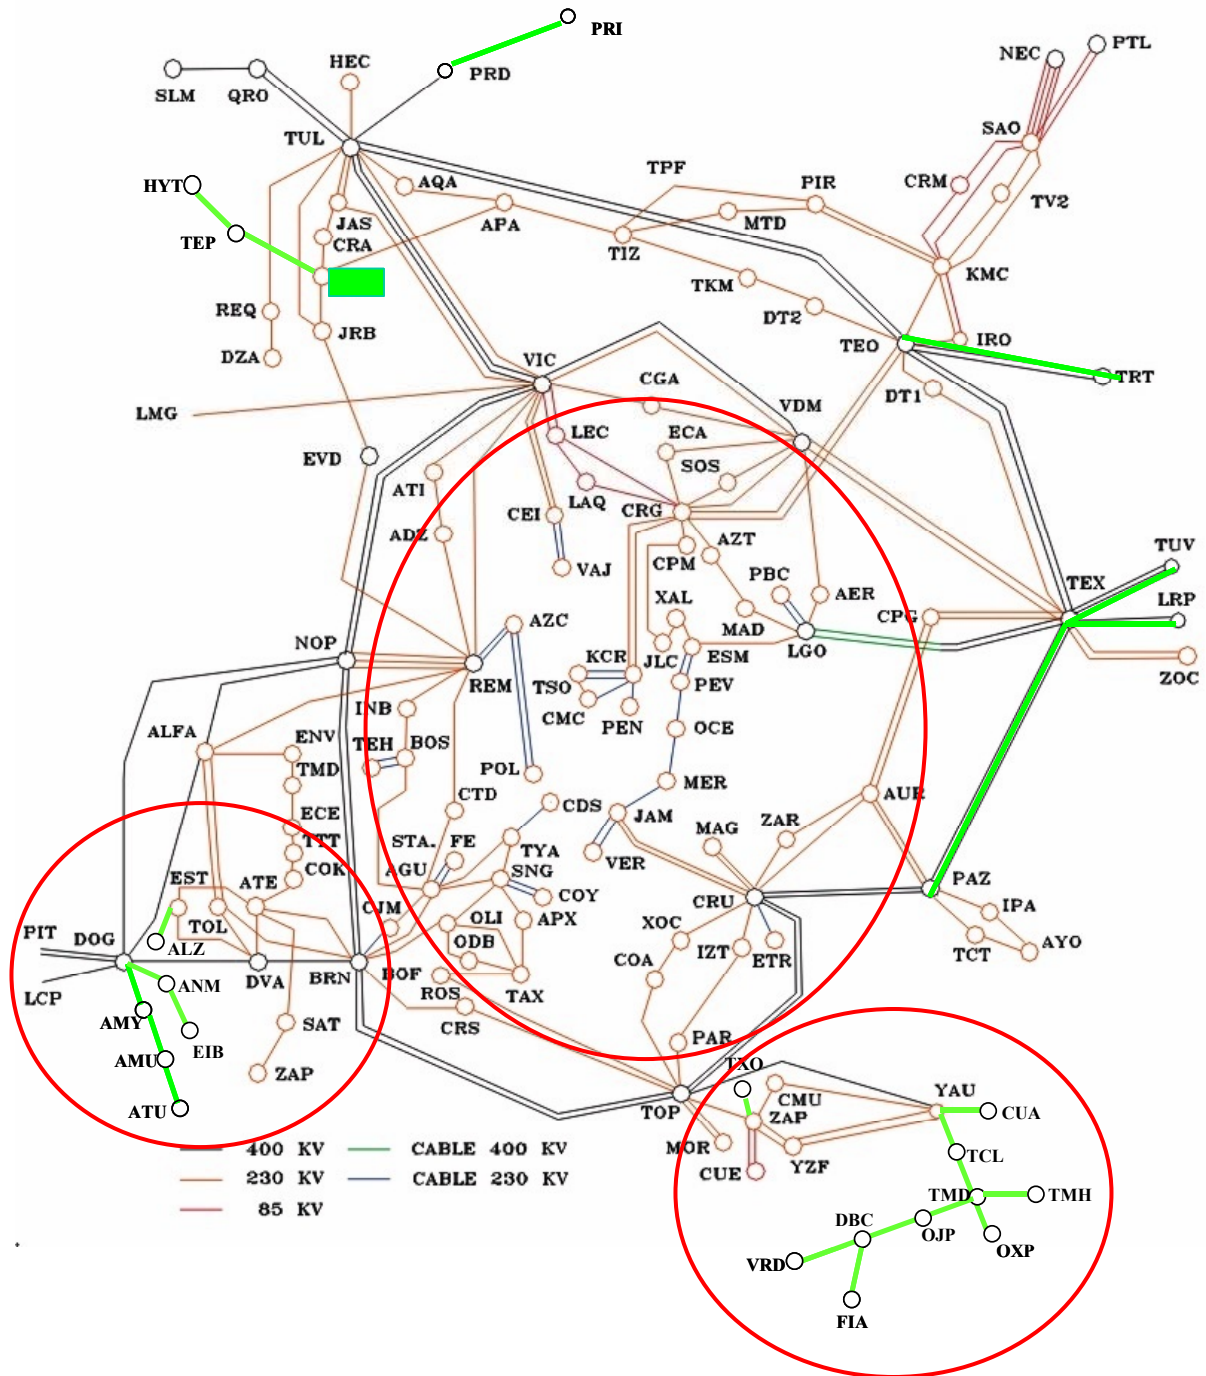 PRI
HEC
PRD
SLM
QRO
NEC
PTL
TUL
SAO
HYT
AQA
TPF
PIR
CRM
TV2
TEP
JAS
APA
MTD
CRA
TIZ
KMC
TKM
REQ
JRB
DT2
DZA
VIC
TEO
IRO
TRT
CGA
DT1
LMG
VDM
LEC
ECA
EVD
SOS
ATI
LAQ
CEI
CRG
ADZ
AZT
CPM
TUV
VAJ
PBC
AER
TEX
LRP
XAL
CPG
AZC
MAD
NOP
KCR
JLC
ESM
LGO
REM
TSO
PEV
ZOC
INB
CMC
PEN
ALFA
ENV
TEH
BOS
OCE
TMD
POL
MER
CTD
CDS
AUR
ECE
JAM
ZAR
TTT
STA.
FE
MAG
TYA
COK
AGU
VER
EST
ATE
SNG
COY
PAZ
CRU
CJM
OLI
APX
IPA
PIT
DOG
TOL
XOC
ALZ
ODB
IZT
ETR
TCT
AYO
COA
LCP
ANM
DVA
BRN
BOF
ROS
TAX
AMY
EIB
SAT
CRS
PAR
AMU
ZAP
TXO
CMU
YAU
ATU
TOP
ZAP
CUA
400 KV
CABLE 400 KV
MOR
YZF
TCL
230 KV
CABLE 230 KV
CUE
85 KV
TMD
TMH
DBC
OJP
OXP
VRD
FIA